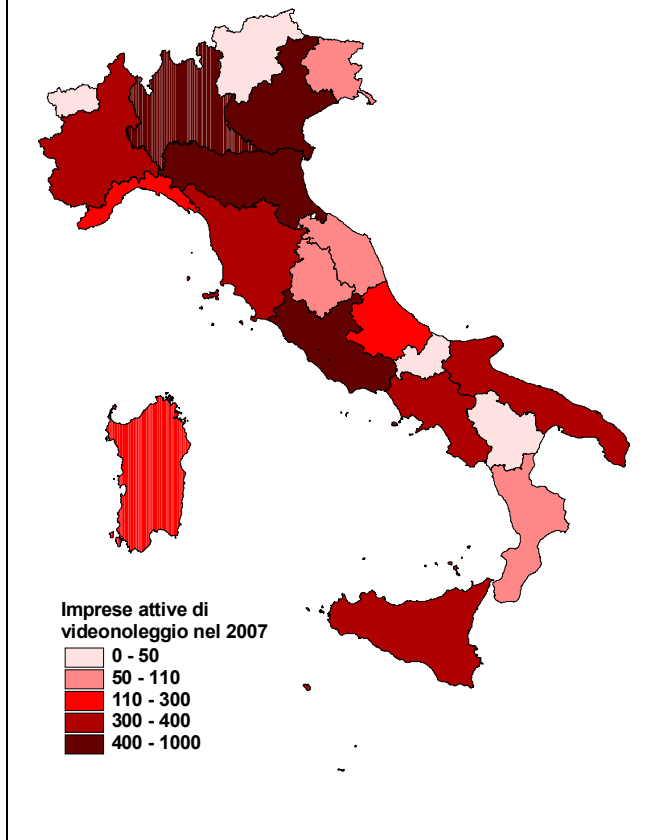 Imprese attive di
videonoleggio nel 2007
0 - 50
50 - 110
110 - 300
300 - 400
400 - 1000